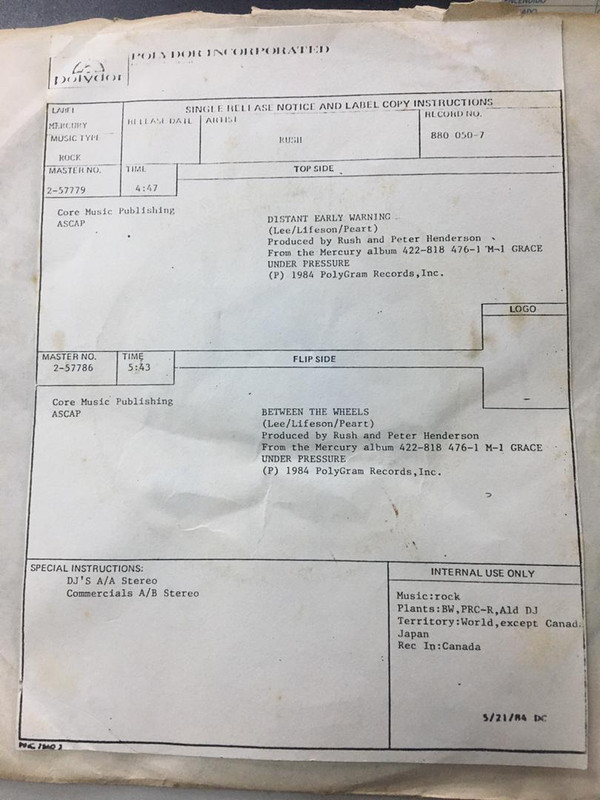 polydor
POLYDOR INCORPORATED
SINGLE RELEASE NOTICE AND LABEL COPY INSTRUCTIONS
LABEL
MERCURY
MUSIC TYPE
ROCK
RELEASE DATE
ARTIST
RUSH
RECORD NO.
880 050-7
MASTER NO.
2-57779
TIME
4:47
TOP SIDE
Core Music Publishing
ASCAP
DISTANT EARLY WARNING
(Lee/Lifeson/Peart)
Produced by Rush and Peter Henderson
From the Mercury album 422-818 476-1 M-1 GRACE
UNDER PRESSURE
(P) 1984 PolyGram Records,Inc.
LOGO
MASTER NO.
2-57786
TIME
5:43
FLIP SIDE
Core Music Publishing
ASCAP
BETWEEN THE WHEELS
(Lee/Lifeson/Peart)
Produced by Rush and Peter Henderson
From the Mercury album 422-818 476-1 M-1 GRACE
UNDER PRESSURE
(P) 1984 PolyGram Records,Inc.
SPECIAL INSTRUCTIONS:
DJ'S A/A Stereo
Commercials A/B Stereo
INTERNAL USE ONLY
Music:rock
Plants:BW,PRC-R,Ald DJ
Territory:World,except Canad
Japan
Rec In:Canada
5/21/84 DC